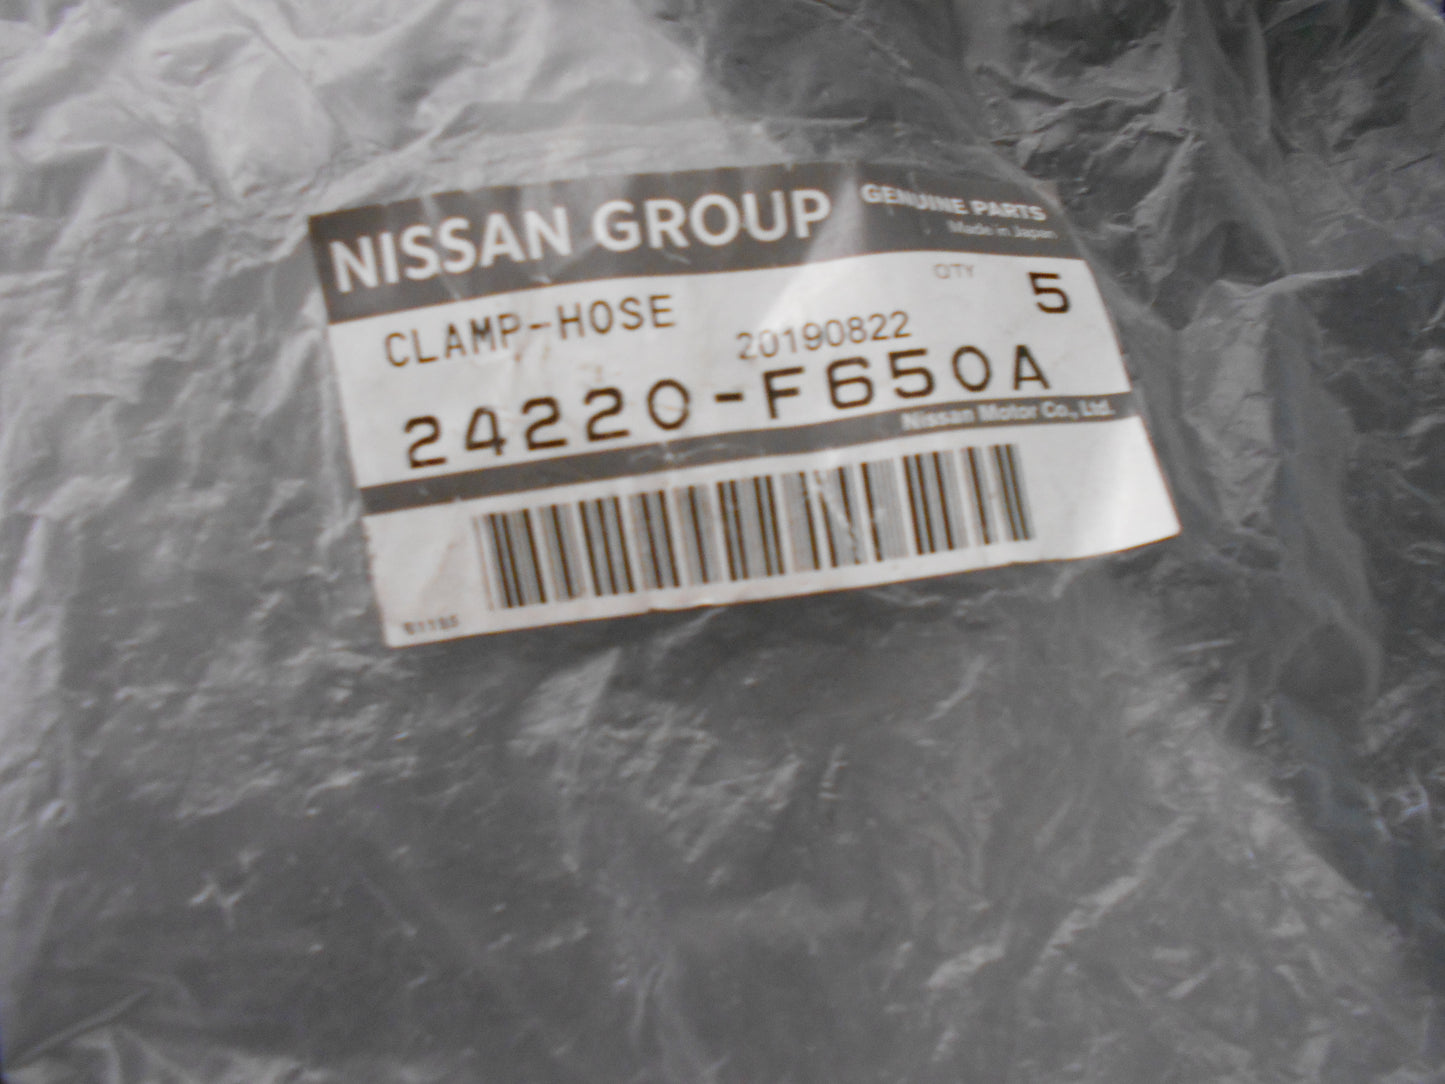 NISSAN GROUP
GENUINE PARTS
Made in Japan
CLAMP-HOSE
QTY 5
20190822
24220-F650A
Nissan Motor Co., Ltd.